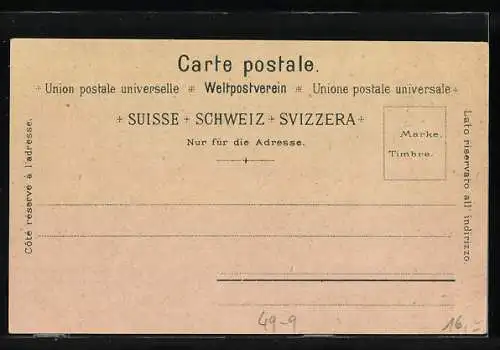 Carte postale.
+ Union postale universelle * Weltpostverein * Unione postale universale +
+ SUISSE + SCHWEIZ + SVIZZERA +
Nur für die Adresse.
Marke.
Timbre.
Côté réservé à l'adresse.
Lato riservato all' indirizzo.
49-9
16,-